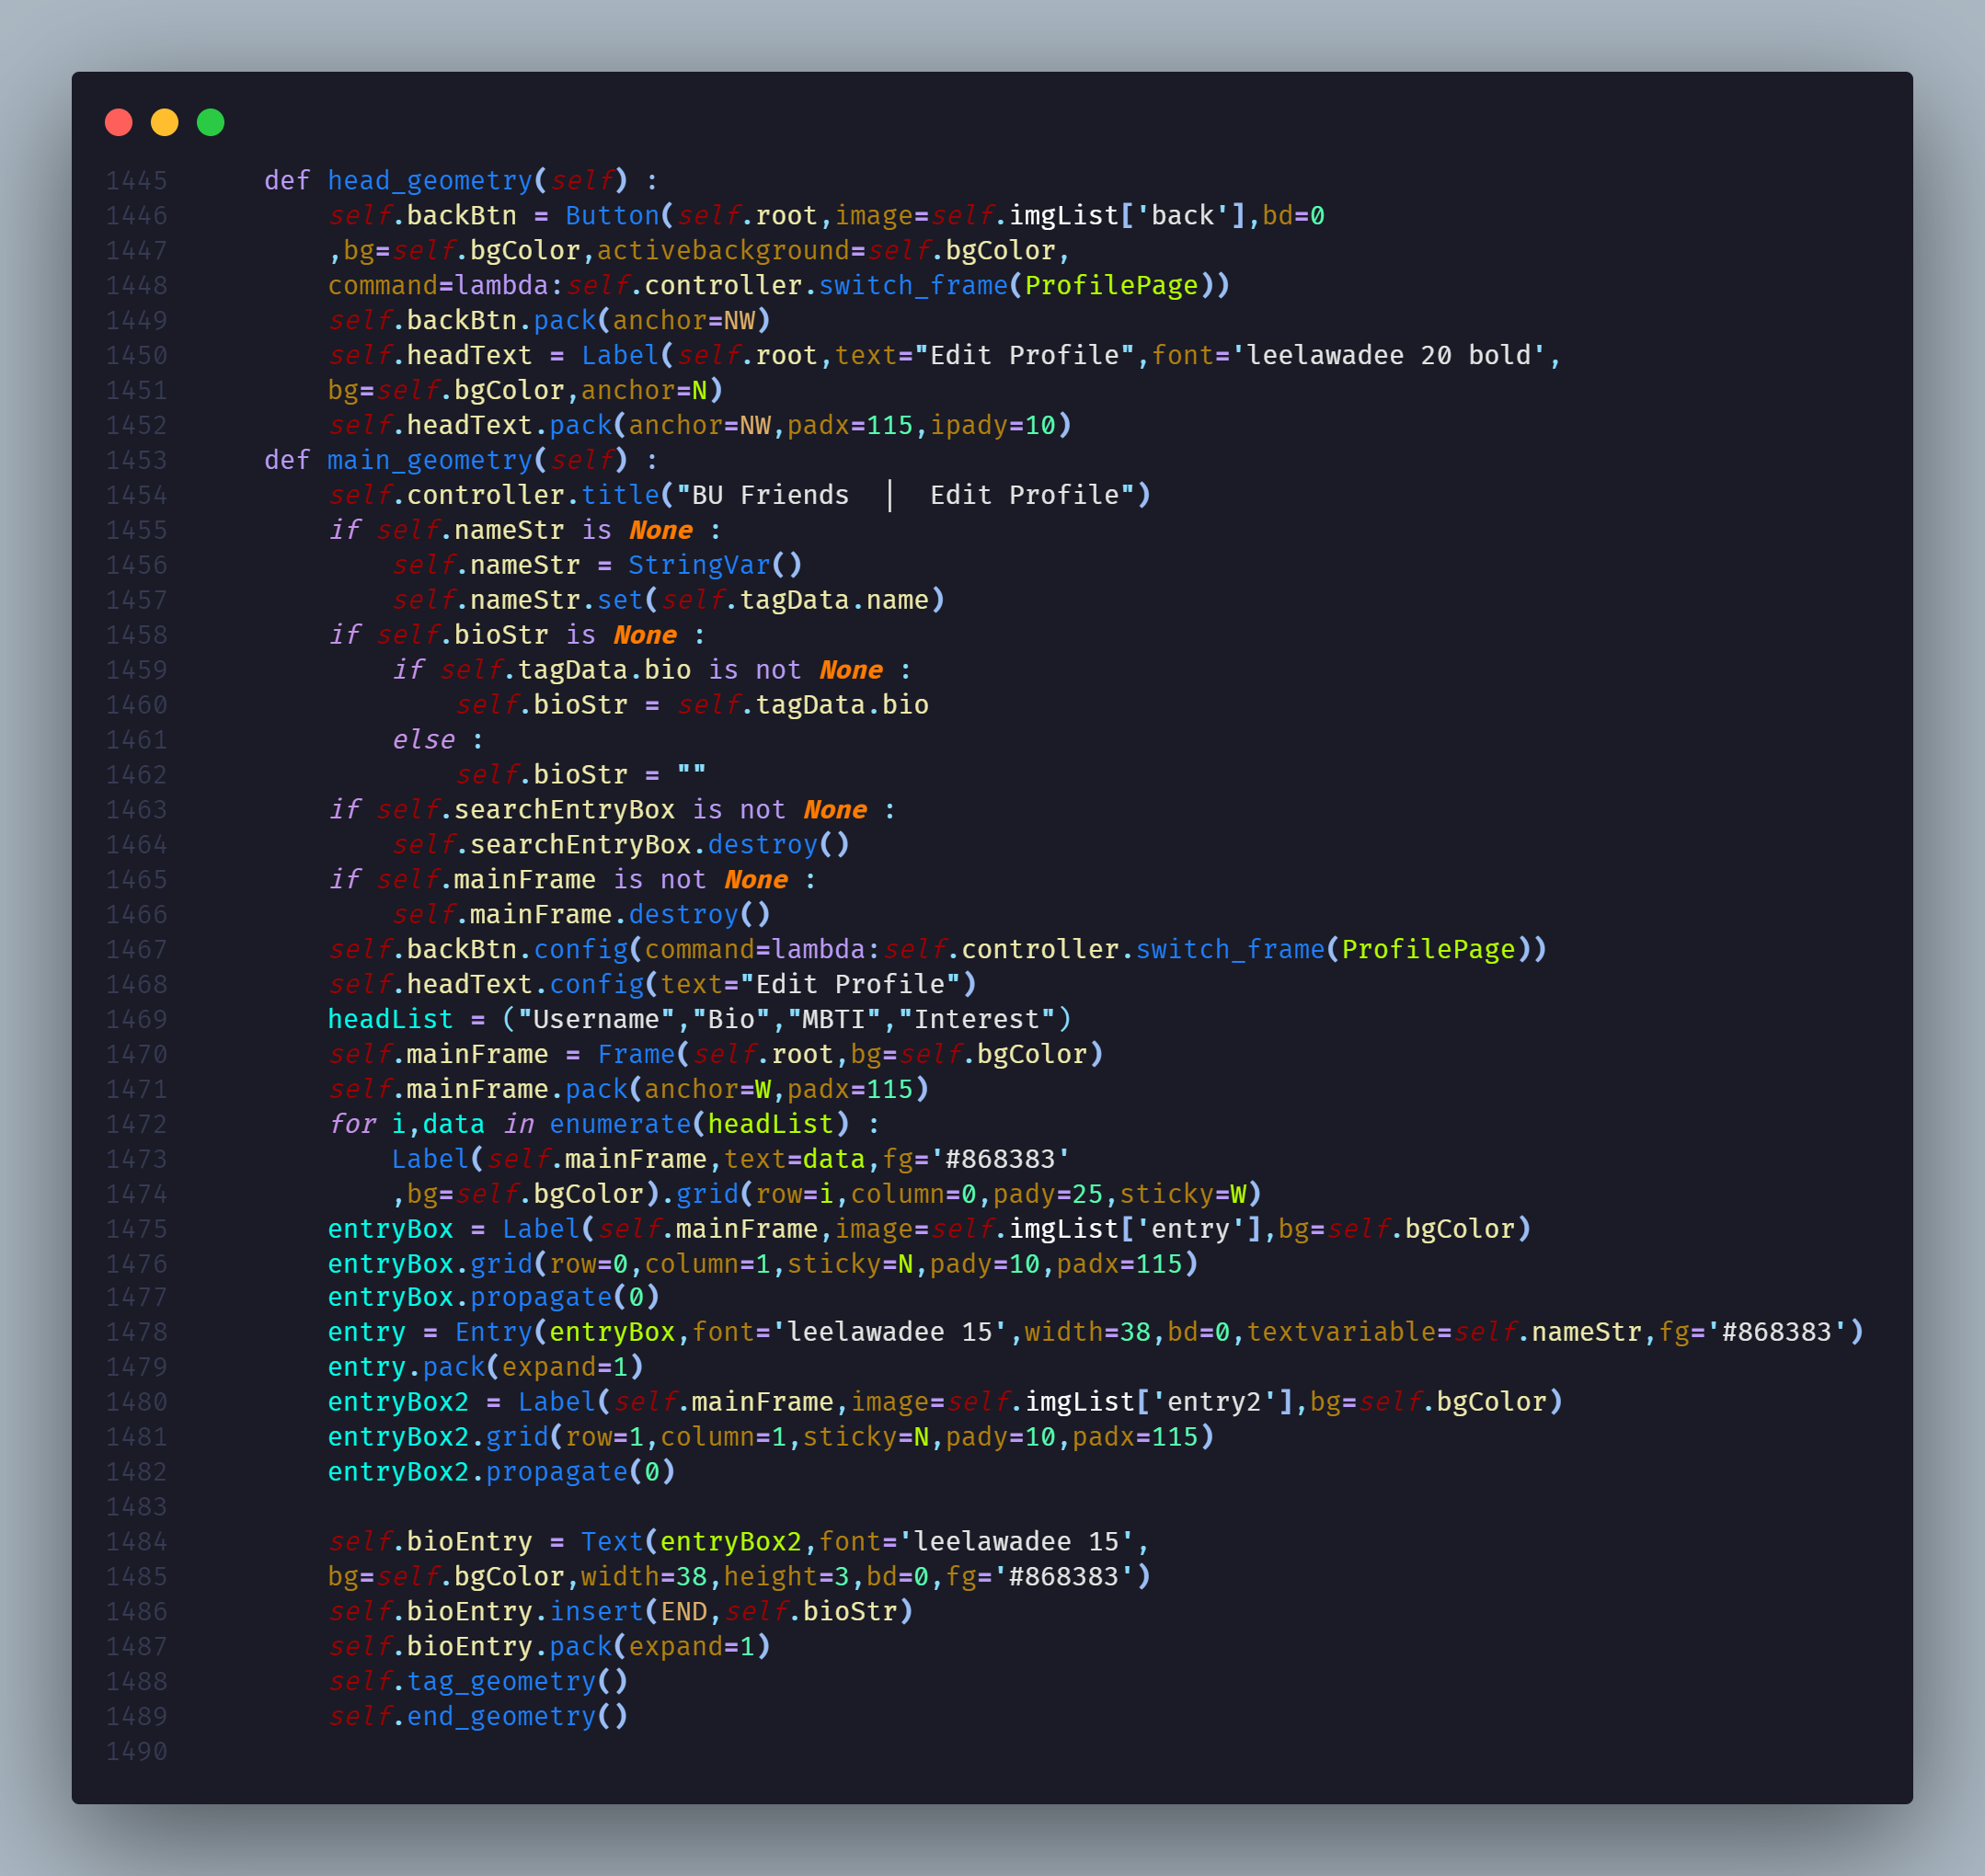 1445      def head_geometry(self) :
1446          self.backBtn = Button(self.root,image=self.imgList['back'],bd=0
1447          ,bg=self.bgColor,activebackground=self.bgColor,
1448          command=lambda:self.controller.switch_frame(ProfilePage))
1449          self.backBtn.pack(anchor=NW)
1450          self.headText = Label(self.root,text="Edit Profile",font='leelawadee 20 bold',
1451          bg=self.bgColor,anchor=N)
1452          self.headText.pack(anchor=NW,padx=115,ipady=10)
1453      def main_geometry(self) :
1454          self.controller.title("BU Friends  |  Edit Profile")
1455          if self.nameStr is None :
1456              self.nameStr = StringVar()
1457              self.nameStr.set(self.tagData.name)
1458          if self.bioStr is None :
1459              if self.tagData.bio is not None :
1460                  self.bioStr = self.tagData.bio
1461              else :
1462                  self.bioStr = ""
1463          if self.searchEntryBox is not None :
1464              self.searchEntryBox.destroy()
1465          if self.mainFrame is not None :
1466              self.mainFrame.destroy()
1467          self.backBtn.config(command=lambda:self.controller.switch_frame(ProfilePage))
1468          self.headText.config(text="Edit Profile")
1469          headList = ("Username","Bio","MBTI","Interest")
1470          self.mainFrame = Frame(self.root,bg=self.bgColor)
1471          self.mainFrame.pack(anchor=W,padx=115)
1472          for i,data in enumerate(headList) :
1473              Label(self.mainFrame,text=data,fg='#868383'
1474              ,bg=self.bgColor).grid(row=i,column=0,pady=25,sticky=W)
1475          entryBox = Label(self.mainFrame,image=self.imgList['entry'],bg=self.bgColor)
1476          entryBox.grid(row=0,column=1,sticky=N,pady=10,padx=115)
1477          entryBox.propagate(0)
1478          entry = Entry(entryBox,font='leelawadee 15',width=38,bd=0,textvariable=self.nameStr,fg='#868383')
1479          entry.pack(expand=1)
1480          entryBox2 = Label(self.mainFrame,image=self.imgList['entry2'],bg=self.bgColor)
1481          entryBox2.grid(row=1,column=1,sticky=N,pady=10,padx=115)
1482          entryBox2.propagate(0)
1483
1484          self.bioEntry = Text(entryBox2,font='leelawadee 15',
1485          bg=self.bgColor,width=38,height=3,bd=0,fg='#868383')
1486          self.bioEntry.insert(END,self.bioStr)
1487          self.bioEntry.pack(expand=1)
1488          self.tag_geometry()
1489          self.end_geometry()
1490